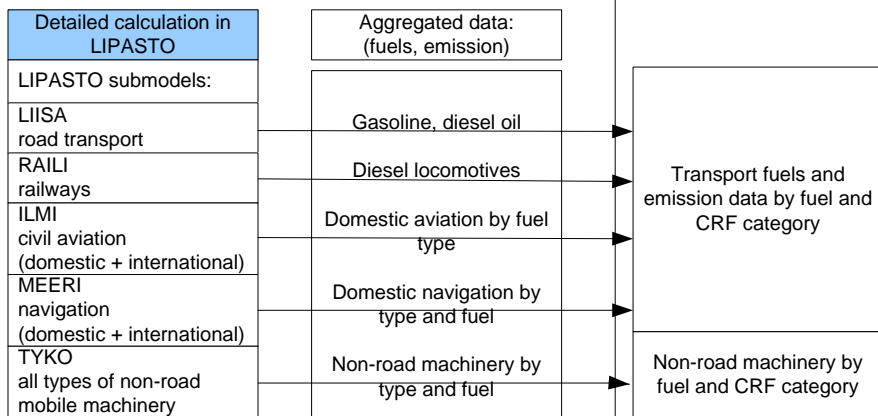 Detailed calculation in
LIPASTO
Aggregated data:
(fuels, emission)
LIPASTO submodels:
LIISA
road transport
Gasoline, diesel oil
RAILI
railways
Diesel locomotives
ILMI
civil aviation
(domestic + international)
Domestic aviation by fuel
type
MEERI
navigation
(domestic + international)
Domestic navigation by
type and fuel
TYKO
all types of non-road
mobile machinery
Non-road machinery by
type and fuel
Transport fuels and
emission data by fuel and
CRF category
Non-road machinery by
fuel and CRF category